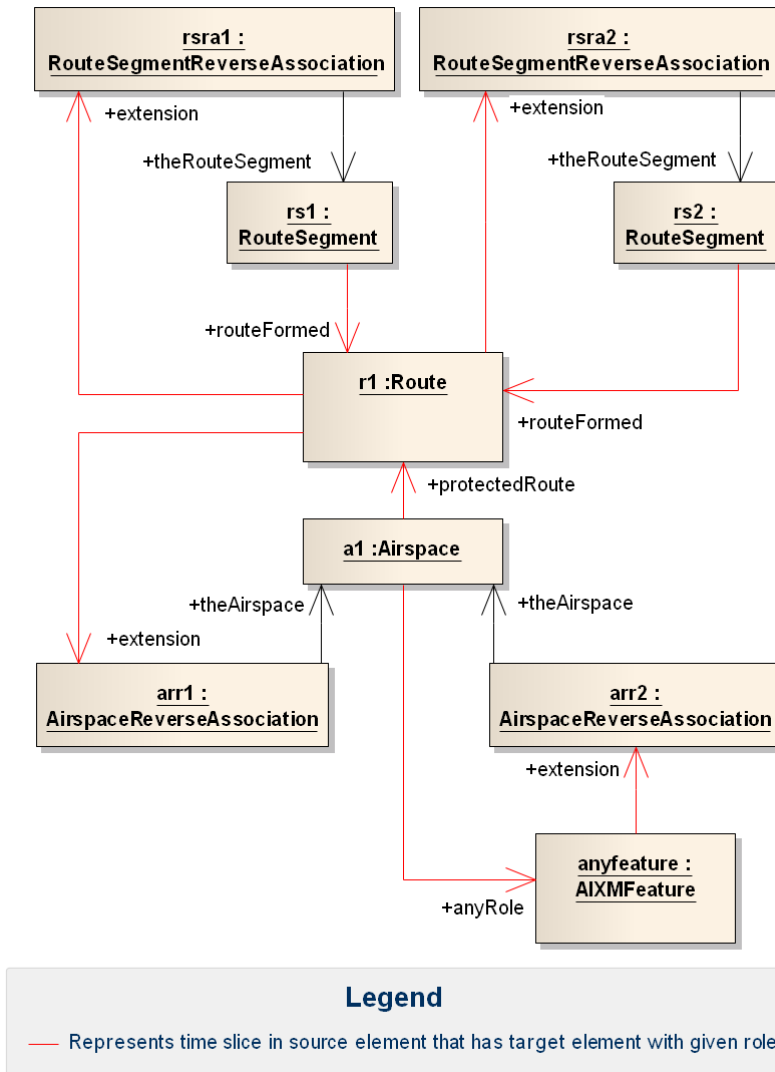 rsra1 :
RouteSegmentReverseAssociation
rsra2 :
RouteSegmentReverseAssociation
+extension
+extension
+theRouteSegment
+theRouteSegment
rs1 :
RouteSegment
rs2 :
RouteSegment
+routeFormed
r1 :Route
+routeFormed
+protectedRoute
a1 :Airspace
+theAirspace
+theAirspace
+extension
arr1 :
AirspaceReverseAssociation
arr2 :
AirspaceReverseAssociation
+extension
anyfeature :
AIXMFeature
+anyRole
Legend
Represents time slice in source element that has target element with given role